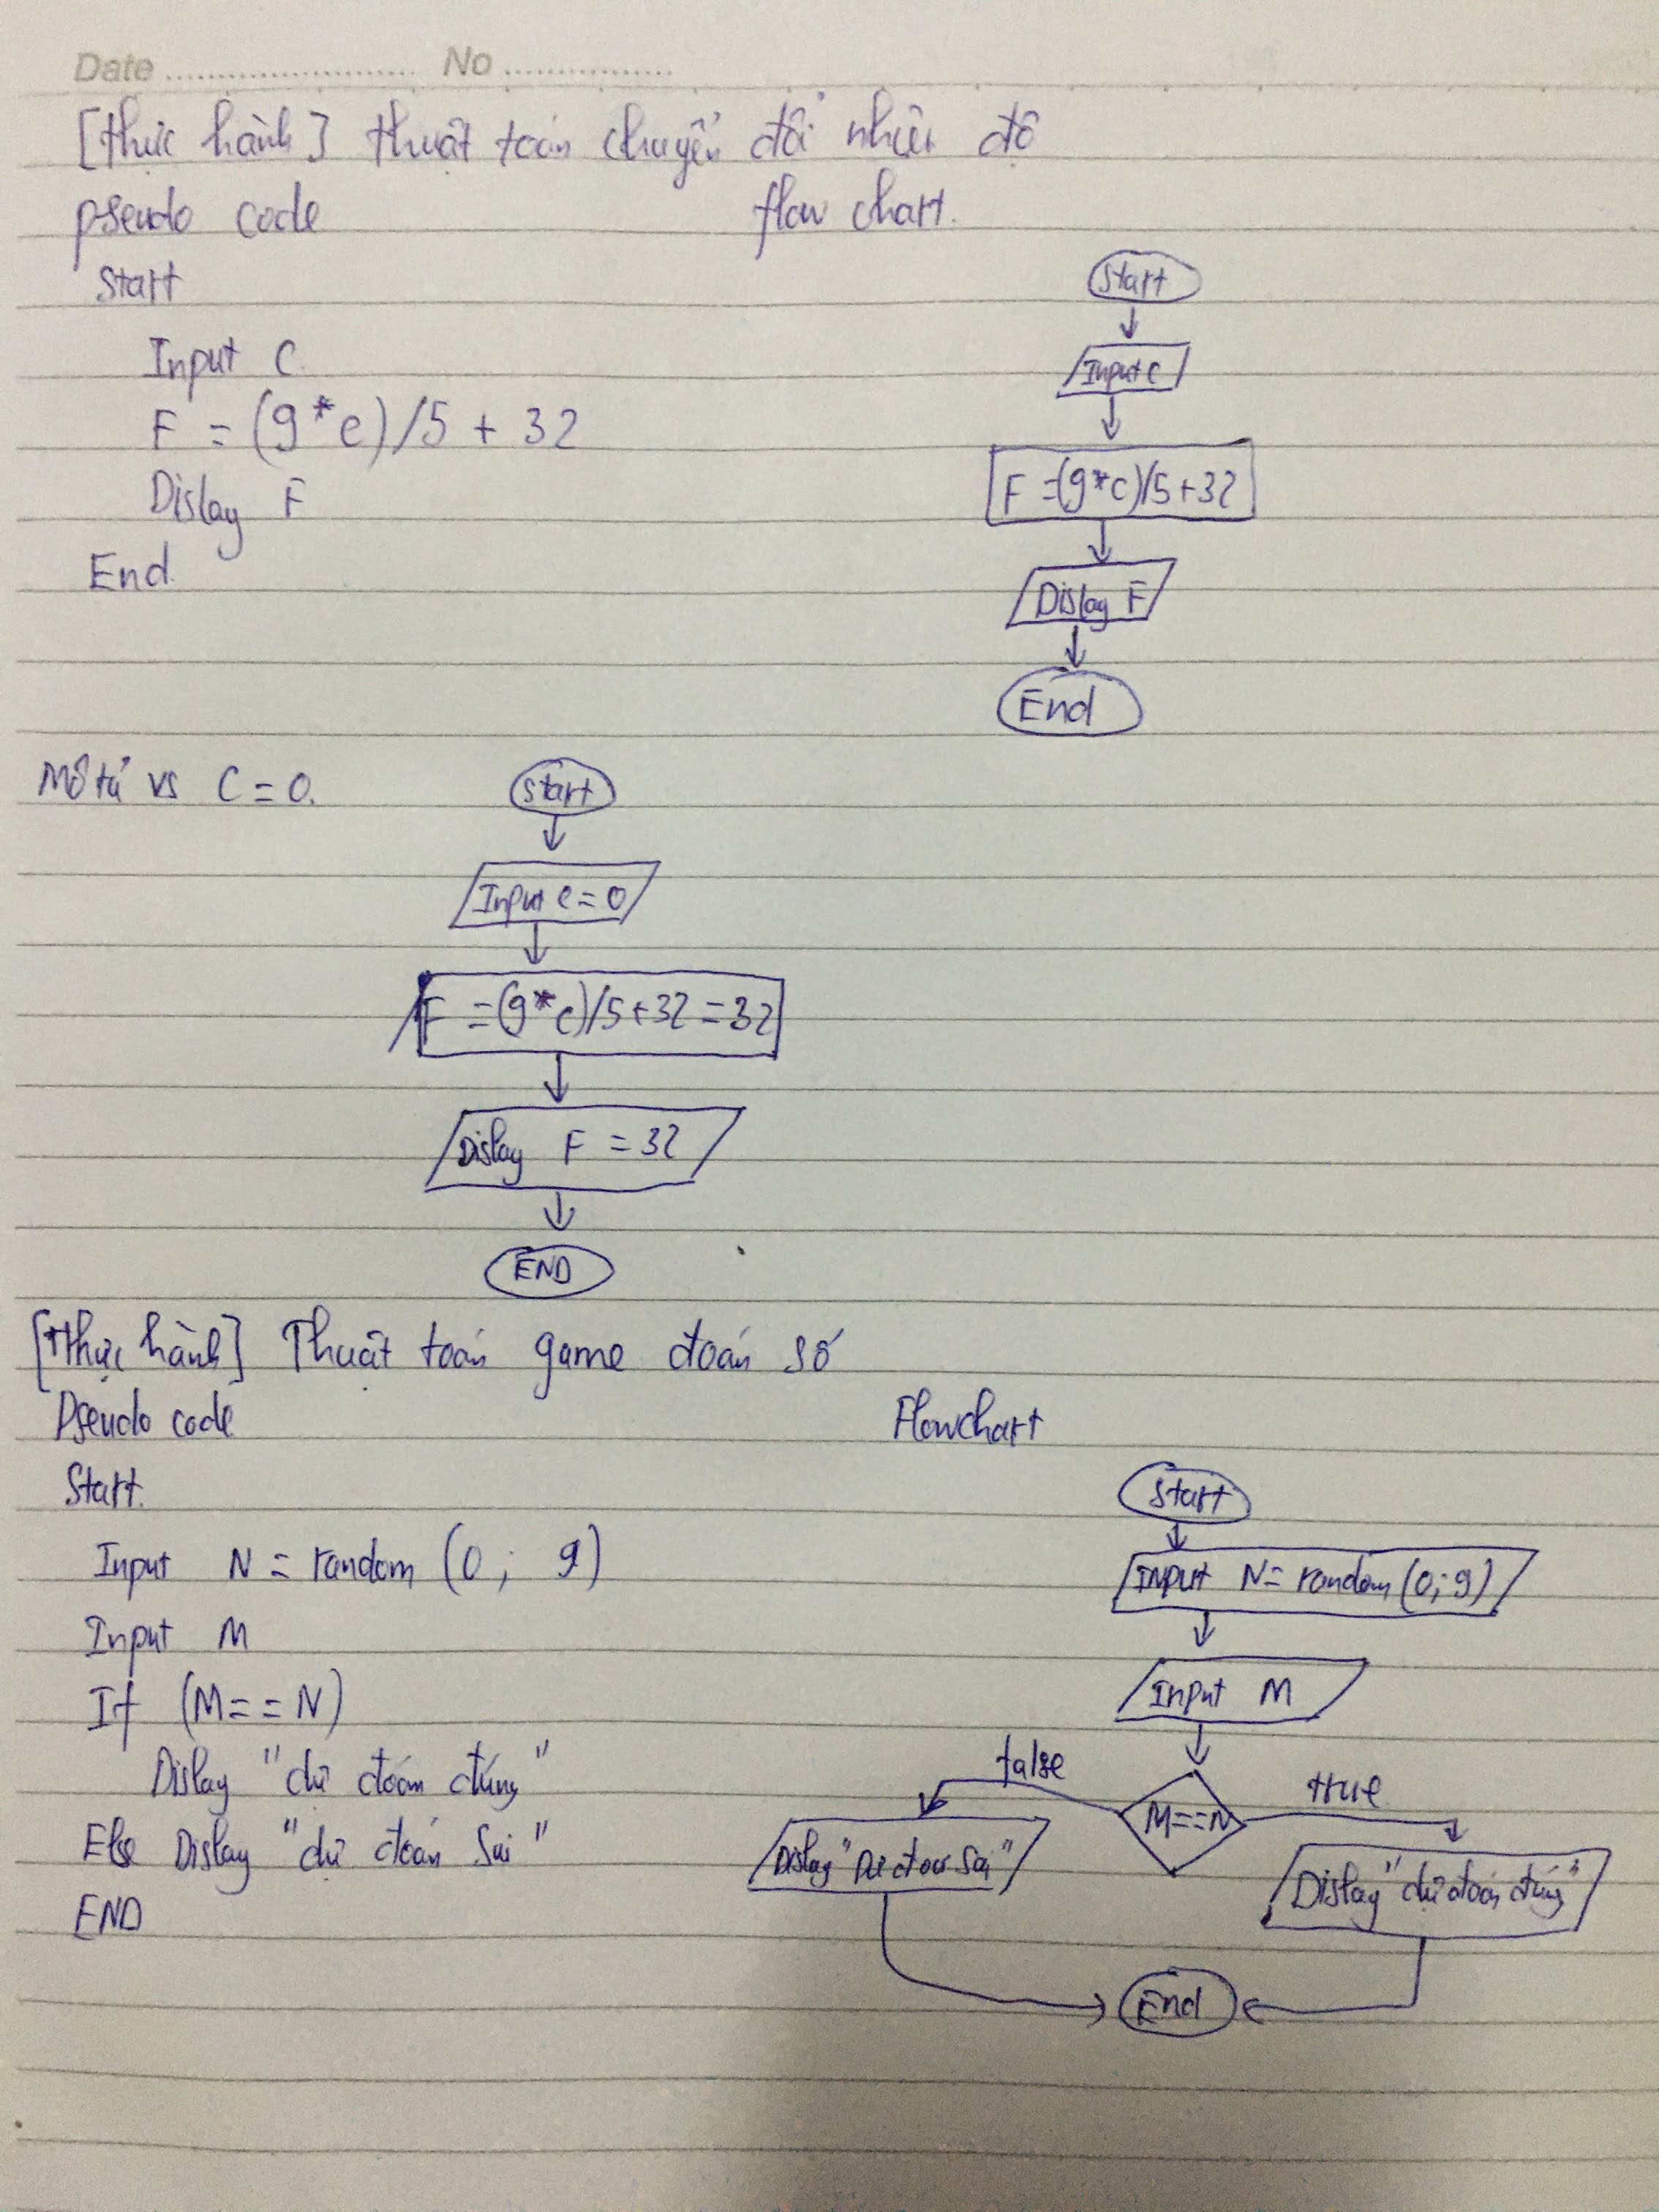 Date ........................ No ................
[thực hành] thuật toán chuyển đổi nhiệt độ
pseudo code
Start
Input C
F = (9*c)/5 + 32
Dislay F
End.
flow chart.
Start
Input C
F = (9*c)/5+32
Dislay F
End
Mô tả vs C = 0.
Start
Input c = 0
F = (9*c)/5+32 = 32
Dislay F = 32
END
[Thực hành] Thuật toán game đoán số
Pseudo code
Start.
Input N = random (0 ; 9)
Input M
If (M == N)
Dislay "dự đoán đúng"
Else Dislay "dự đoán sai"
END
Flowchart
Start
Input N= random (0; 9)
Input M
M==N
false
true
Dislay "Dự đoán sai"
Dislay "dự đoán đúng"
End